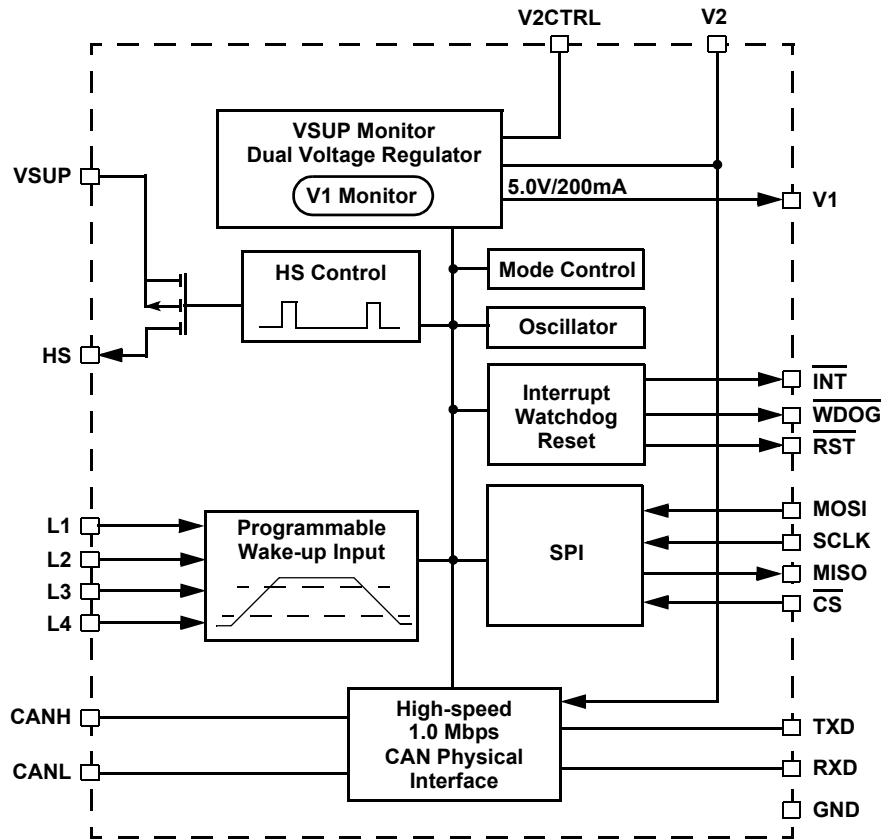 V2CTRL
V2
VSUP Monitor
Dual Voltage Regulator
VSUP
V1 Monitor
5.0V/200mA
V1
HS Control
Mode Control
Oscillator
HS
Interrupt
Watchdog
Reset
INT
WDOG
RST
L1
L2
L3
L4
Programmable
Wake-up Input
SPI
MOSI
SCLK
MISO
CS
CANH
CANL
High-speed
1.0 Mbps
CAN Physical
Interface
TXD
RXD
GND